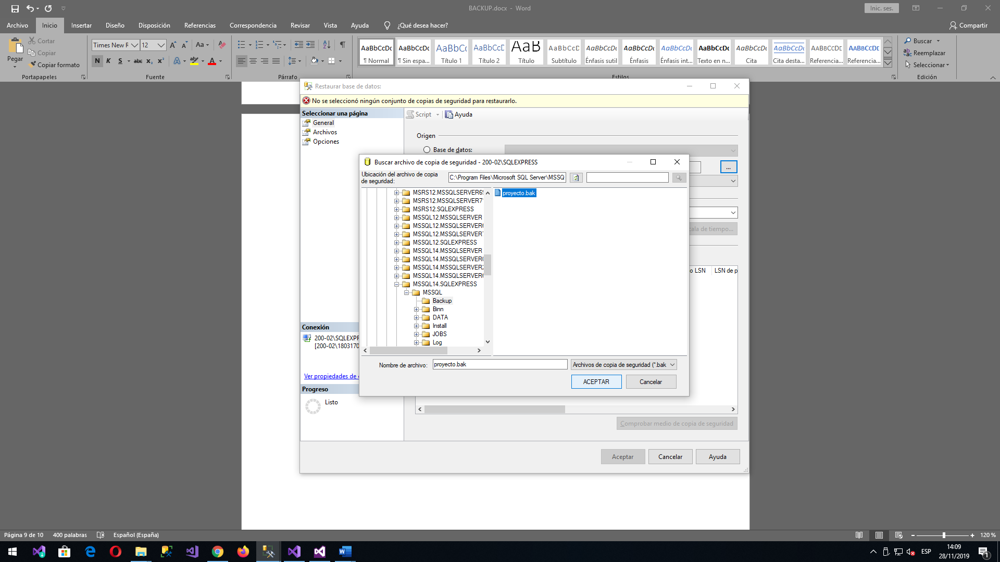 BACKUP.docx - Word
Inic. ses.
Archivo Inicio Insertar Diseño Disposición Referencias Correspondencia Revisar Vista Ayuda ¿Qué desea hacer? Compartir
Pegar
Cortar
Copiar
Copiar formato
Portapapeles
Times New R 12
Aa
N K S abc x₂ x²
Fuente
Párrafo
AaBbCcDc AaBbCcDc AaBbCc AaBbCcE AaB AaBbCcD AaBbCcDc AaBbCcDc AaBbCcDc AaBbCcDc AaBbCcDc AaBbCcDc AABBCCDE AABBCCDE
¶ Normal ¶ Sin espa... Título 1 Título 2 Título Subtítulo Énfasis sutil Énfasis Énfasis int... Texto en n... Cita Cita desta... Referencia... Referencia...
Estilos
Buscar
Reemplazar
Seleccionar
Edición
Restaurar base de datos:
No se seleccionó ningún conjunto de copias de seguridad para restaurarlo.
Seleccionar una página
General
Archivos
Opciones
Script Ayuda
Origen
Base de datos:
...
cala de tiempo...
o LSN LSN de p
Buscar archivo de copia de seguridad - 200-02\SQLEXPRESS
Ubicación del archivo de copia
de seguridad:
C:\Program Files\Microsoft SQL Server\MSSQ
MSRS12.MSSQLSERVER6
MSRS12.MSSQLSERVER7
MSRS12.SQLEXPRESS
MSSQL12.MSSQLSERVER
MSSQL12.MSSQLSERVER
MSSQL12.MSSQLSERVER
MSSQL12.SQLEXPRESS
MSSQL14.MSSQLSERVER
MSSQL14.MSSQLSERVER
MSSQL14.MSSQLSERVER
MSSQL14.MSSQLSERVER
MSSQL14.SQLEXPRESS
MSSQL
Backup
Binn
DATA
Install
JOBS
Log
proyecto.bak
Nombre de archivo: proyecto.bak
Archivos de copia de seguridad (*.bak
ACEPTAR Cancelar
Conexión
200-02\SQLEXPR
[200-02\1803170
Ver propiedades de
Progreso
Listo
Comprobar medio de copia de seguridad
Aceptar Cancelar Ayuda
Página 9 de 10 400 palabras Español (España)
120 %
ESP
14:09
28/11/2019
1